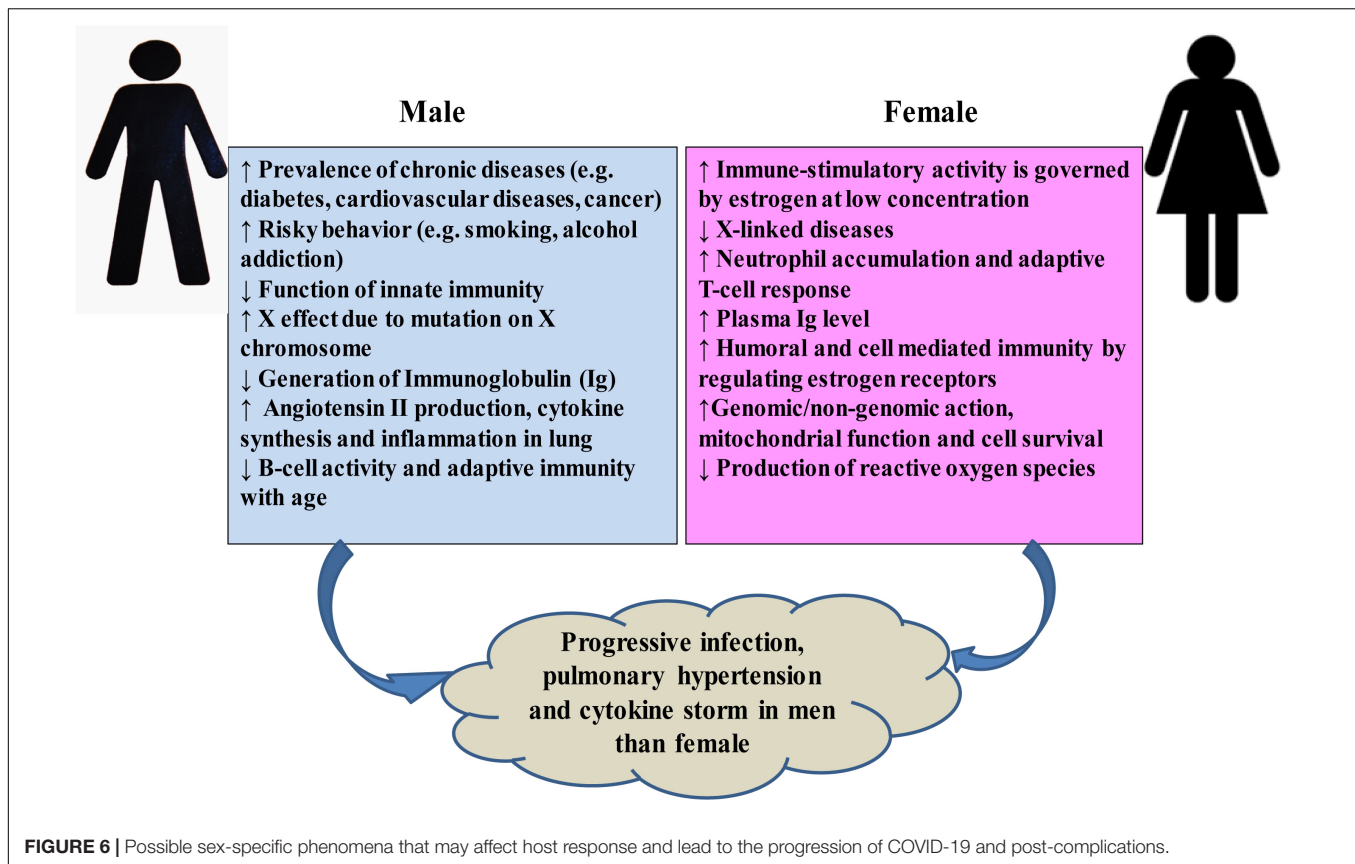 Male
↑ Prevalence of chronic diseases (e.g.
diabetes, cardiovascular diseases, cancer)
↑ Risky behavior (e.g. smoking, alcohol
addiction)
↓ Function of innate immunity
↑ X effect due to mutation on X
chromosome
↓ Generation of Immunoglobulin (Ig)
↑ Angiotensin II production, cytokine
synthesis and inflammation in lung
↓ B-cell activity and adaptive immunity
with age
Female
↑ Immune-stimulatory activity is governed
by estrogen at low concentration
↓ X-linked diseases
↑ Neutrophil accumulation and adaptive
T-cell response
↑ Plasma Ig level
↑ Humoral and cell mediated immunity by
regulating estrogen receptors
↑Genomic/non-genomic action,
mitochondrial function and cell survival
↓ Production of reactive oxygen species
Progressive infection,
pulmonary hypertension
and cytokine storm in men
than female
FIGURE 6 | Possible sex-specific phenomena that may affect host response and lead to the progression of COVID-19 and post-complications.